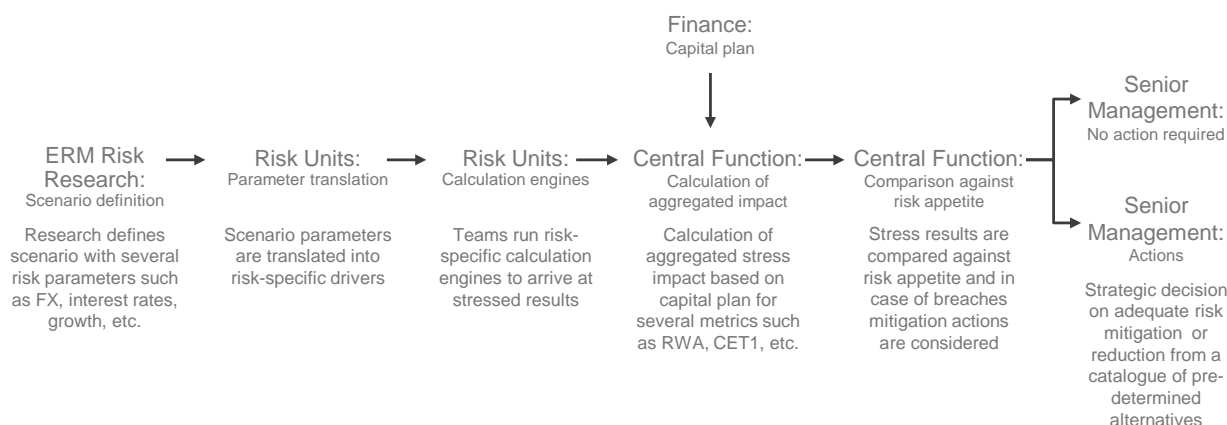 Finance:
Capital plan
ERM Risk
Research:
Scenario definition
Research defines
scenario with several
risk parameters such
as FX, interest rates,
growth, etc.
Risk Units:
Parameter translation
Scenario parameters
are translated into
risk-specific drivers
Risk Units:
Calculation engines
Teams run risk-
specific calculation
engines to arrive at
stressed results
Central Function:
Calculation of
aggregated impact
Calculation of
aggregated stress
impact based on
capital plan for
several metrics such
as RWA, CET1, etc.
Central Function:
Comparison against
risk appetite
Stress results are
compared against
risk appetite and in
case of breaches
mitigation actions
are considered
Senior
Management:
No action required
Senior
Management:
Actions
Strategic decision
on adequate risk
mitigation or
reduction from a
catalogue of pre-
determined
alternatives